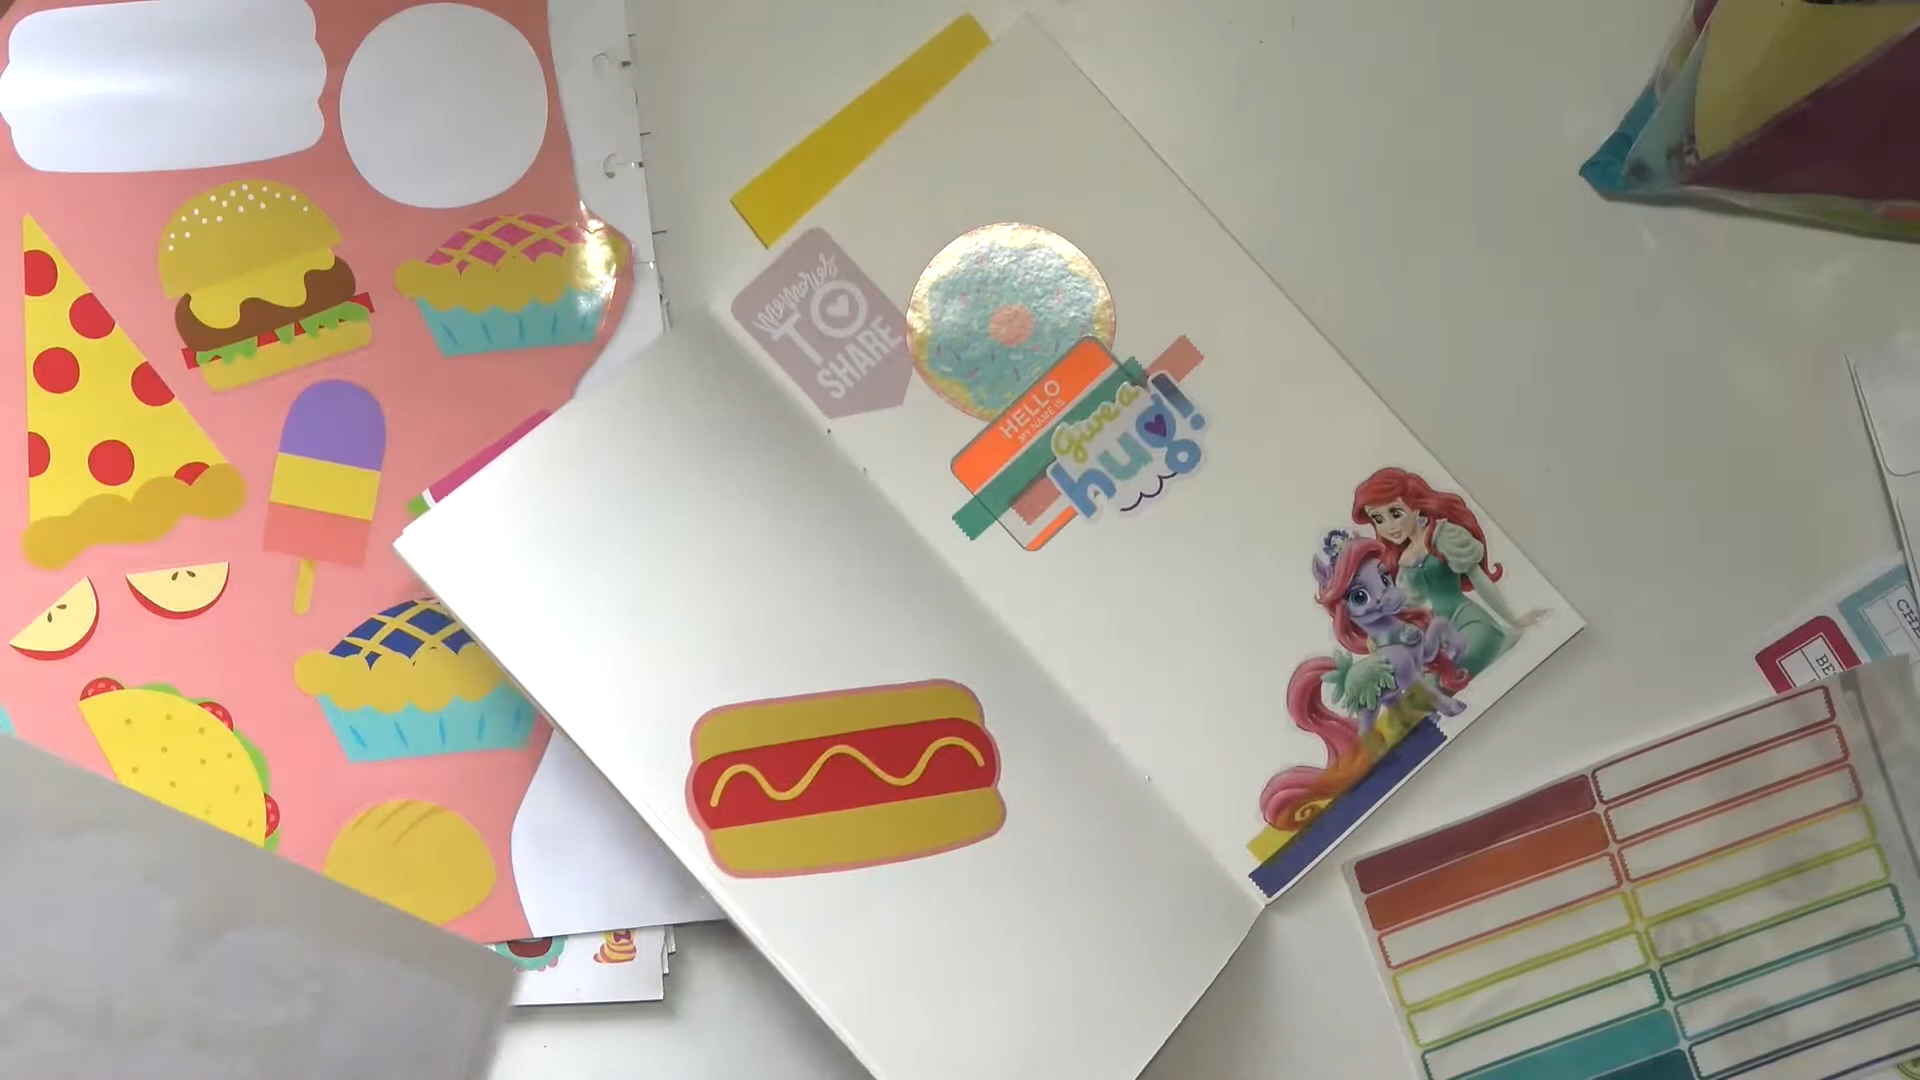 memories
TO
SHARE
HELLO
MY NAME IS
Give a
hug!